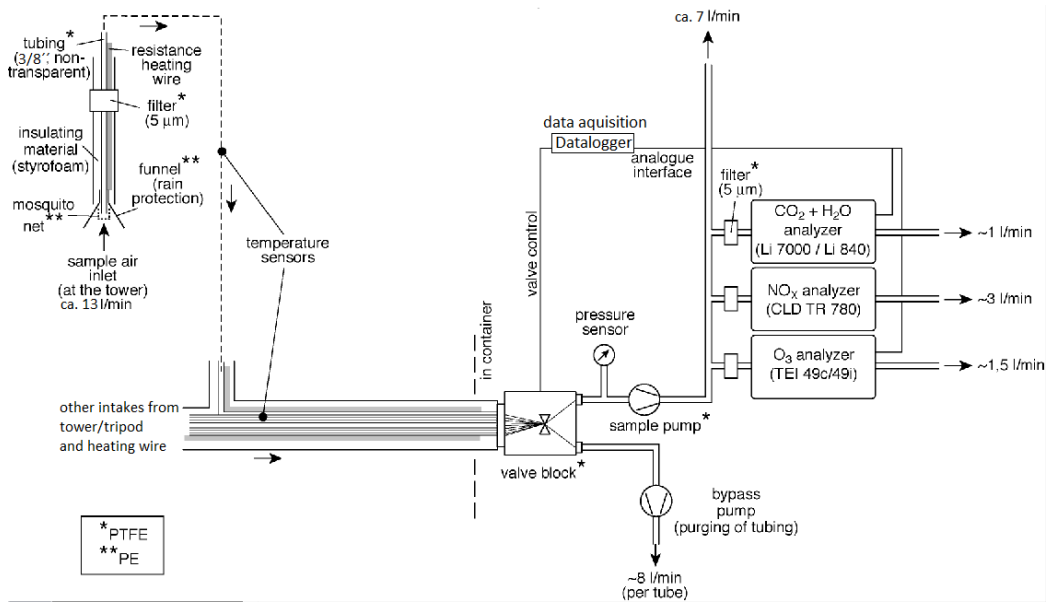 tubing*
(3/8″; non-
transparent)
resistance
heating
wire
filter*
(5 µm)
insulating
material
(styrofoam)
funnel**
(rain
protection)
mosquito
net**
sample air
inlet
(at the tower)
ca. 13 l/min
temperature
sensors
other intakes from
tower/tripod
and heating wire
in container
valve block*
valve control
data aquisition
Datalogger
analogue
interface
pressure
sensor
sample pump*
bypass
pump
(purging of tubing)
~8 l/min
(per tube)
ca. 7 l/min
filter*
(5 µm)
CO2 + H2O
analyzer
(Li 7000 / Li 840)
~1 l/min
NOX analyzer
(CLD TR 780)
~3 l/min
O3 analyzer
(TEI 49c/49i)
~1,5 l/min
*PTFE
**PE